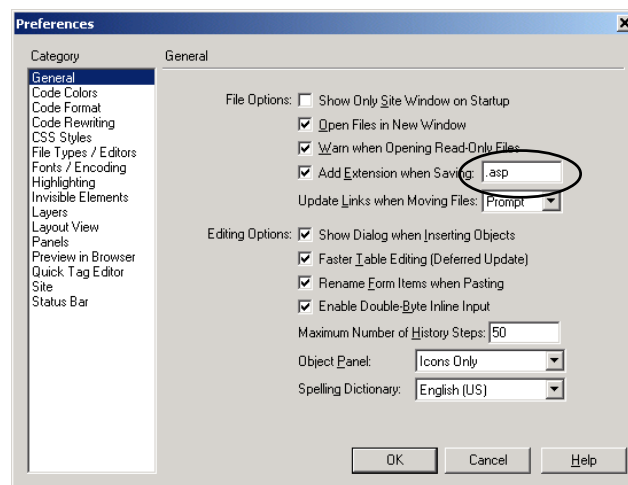 Preferences
Category
General
Code Colors
Code Format
Code Rewriting
CSS Styles
File Types / Editors
Fonts / Encoding
Highlighting
Invisible Elements
Layers
Layout View
Panels
Preview in Browser
Quick Tag Editor
Site
Status Bar
General
File Options: Show Only Site Window on Startup
Open Files in New Window
Warn when Opening Read-Only Files
Add Extension when Saving: .asp
Update Links when Moving Files: Prompt
Editing Options: Show Dialog when Inserting Objects
Faster Table Editing (Deferred Update)
Rename Form Items when Pasting
Enable Double-Byte Inline Input
Maximum Number of History Steps: 50
Object Panel: Icons Only
Spelling Dictionary: English (US)
OK Cancel Help